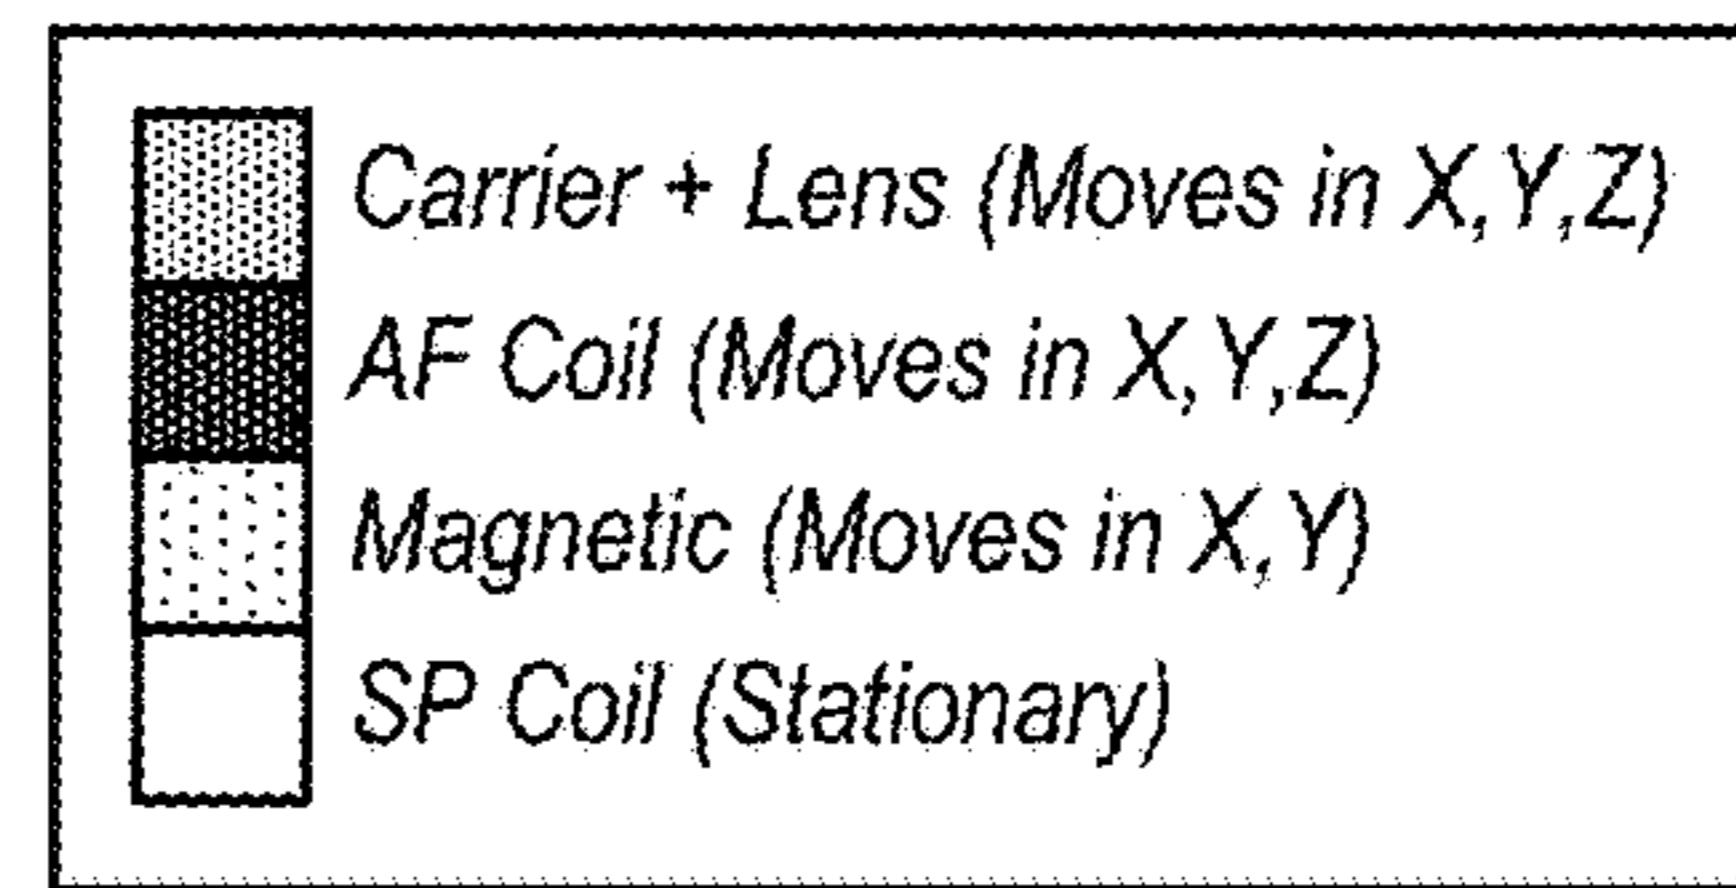 Carrier + Lens (Moves in X,Y,Z)
AF Coil (Moves in X,Y,Z)
Magnetic (Moves in X,Y)
SP Coil (Stationary)